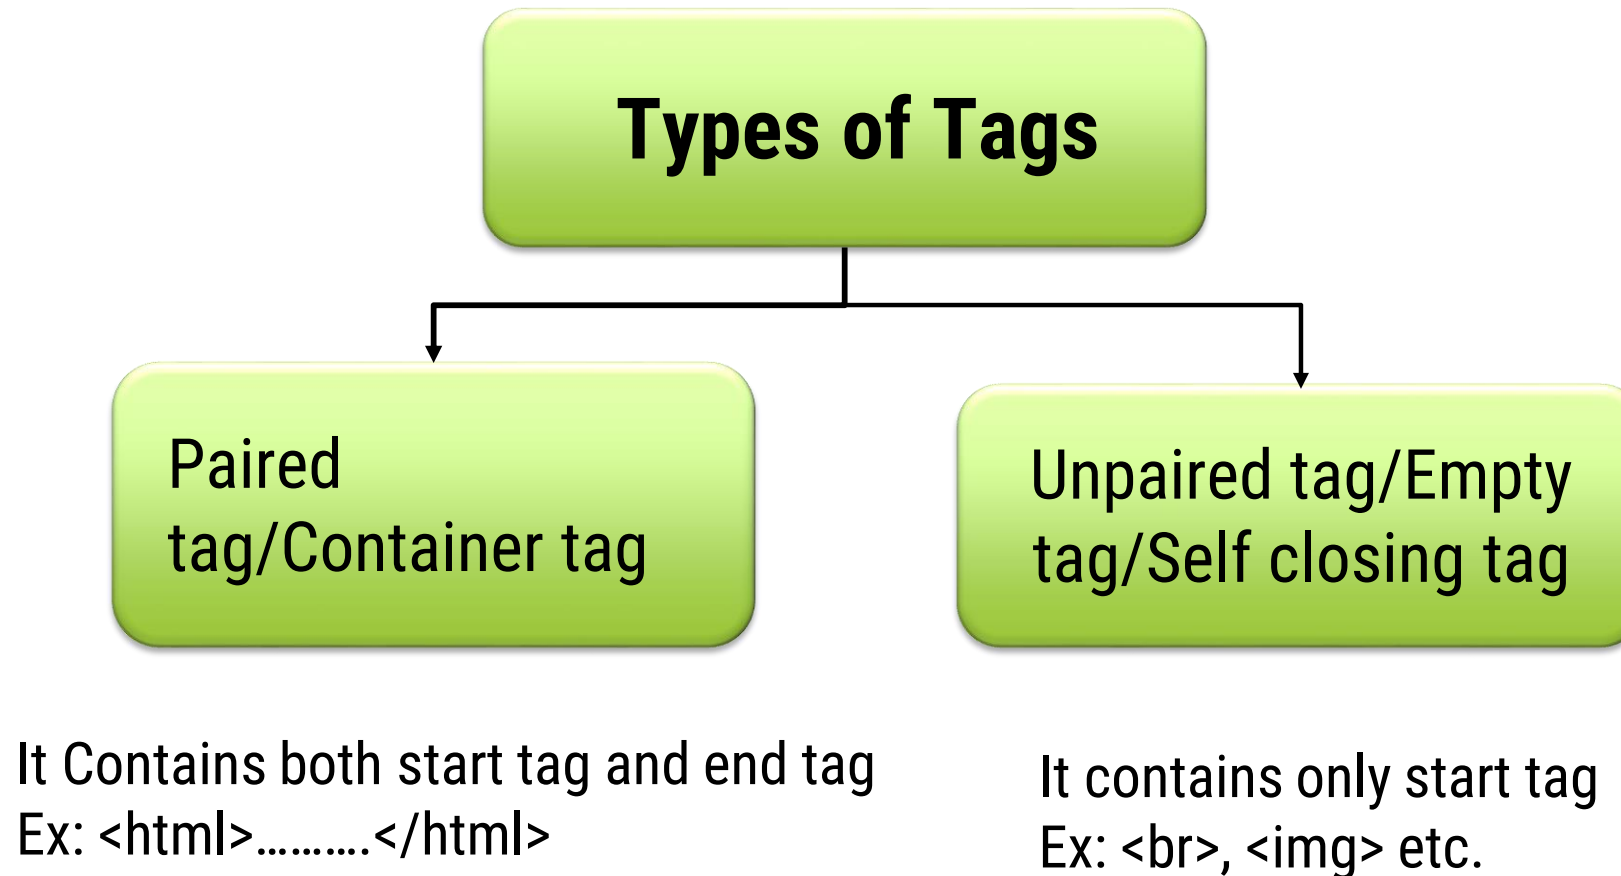 Types of Tags
Paired
tag/Container tag
Unpaired tag/Empty
tag/Self closing tag
It Contains both start tag and end tag
Ex: <html>……….</html>
It contains only start tag
Ex: <br>, <img> etc.